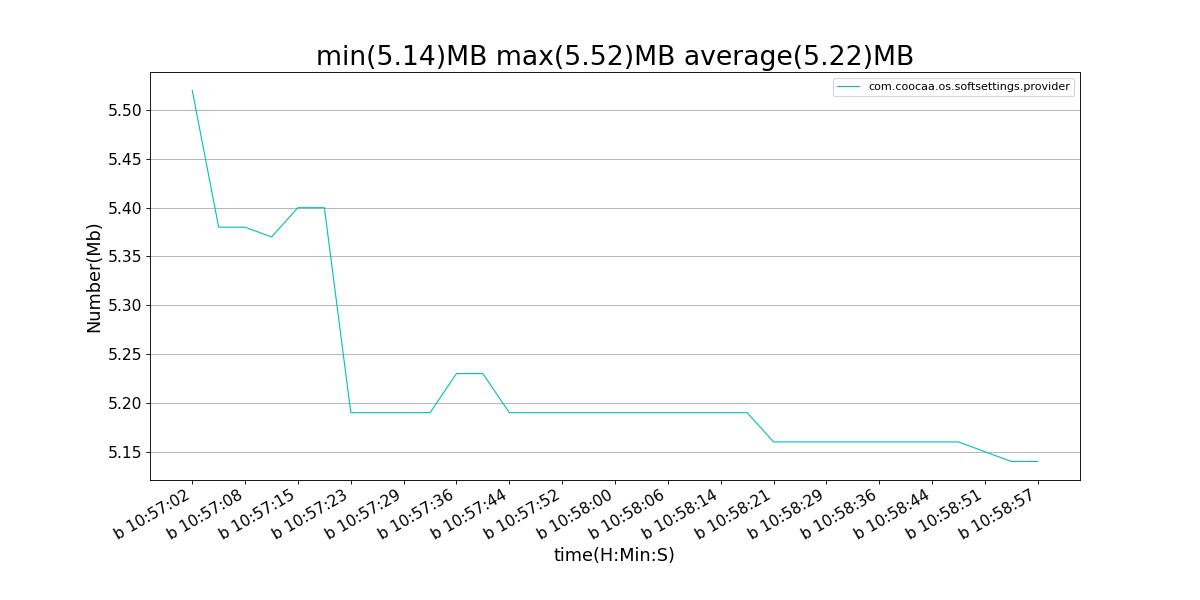 min(5.14)MB max(5.52)MB average(5.22)MB
com.coocaa.os.softsettings.provider
5.50
5.45
5.40
5.35
5.30
5.25
5.20
5.15
Number(Mb)
b 10:57:02
b 10:57:08
b 10:57:15
b 10:57:23
b 10:57:29
b 10:57:36
b 10:57:44
b 10:57:52
b 10:58:00
b 10:58:06
b 10:58:14
b 10:58:21
b 10:58:29
b 10:58:36
b 10:58:44
b 10:58:51
b 10:58:57
time(H:Min:S)